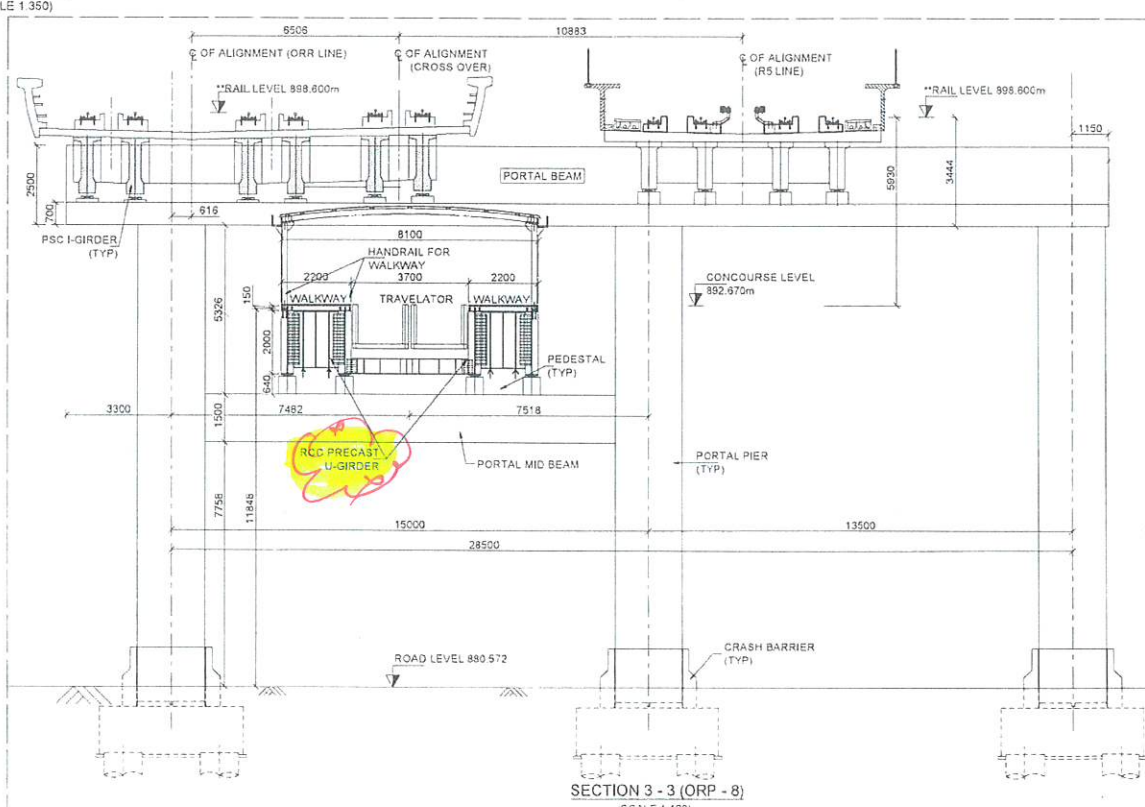 LE 1.350)
6506
10883
℄ OF ALIGNMENT (ORR LINE)
℄ OF ALIGNMENT
(CROSS OVER)
℄ OF ALIGNMENT
(R5 LINE)
**RAIL LEVEL 898.600m
**RAIL LEVEL 898.600m
1150
2500
700
PORTAL BEAM
5930
3444
616
PSC I-GIRDER
(TYP)
8100
HANDRAIL FOR
WALKWAY
2200
3700
2200
CONCOURSE LEVEL
892.670m
150
WALKWAY
TRAVELATOR
WALKWAY
5326
2000
640
PEDESTAL
(TYP)
3300
1500
7482
7518
RCC PRECAST
U-GIRDER
PORTAL MID BEAM
PORTAL PIER
(TYP)
7758
11848
15000
13500
28500
ROAD LEVEL 880.572
CRASH BARRIER
(TYP)
SECTION 3 - 3 (ORP - 8)